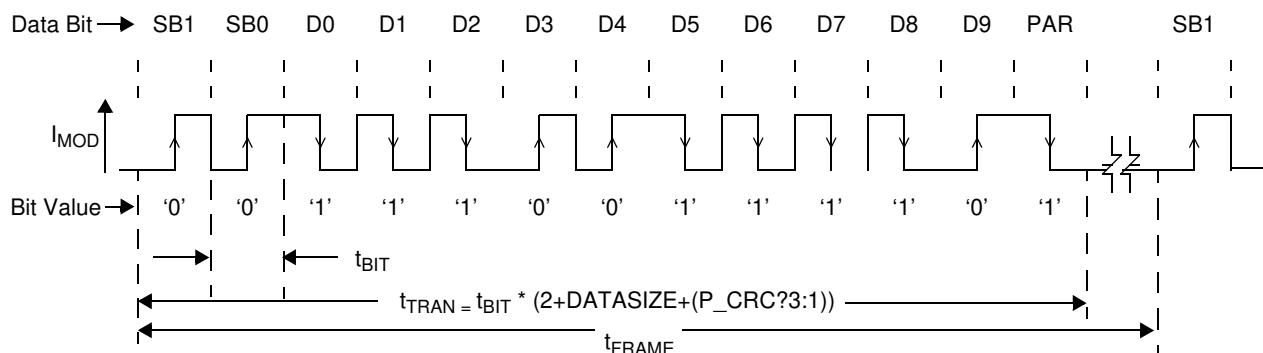 Data Bit SB1 SB0 D0 D1 D2 D3 D4 D5 D6 D7 D8 D9 PAR SB1
IMOD
Bit Value ‘0’ ‘0’ ‘1’ ‘1’ ‘1’ ‘0’ ‘0’ ‘1’ ‘1’ ‘1’ ‘1’ ‘0’ ‘1’
tBIT
tTRAN = tBIT * (2+DATASIZE+(P_CRC?3:1))
tFRAME